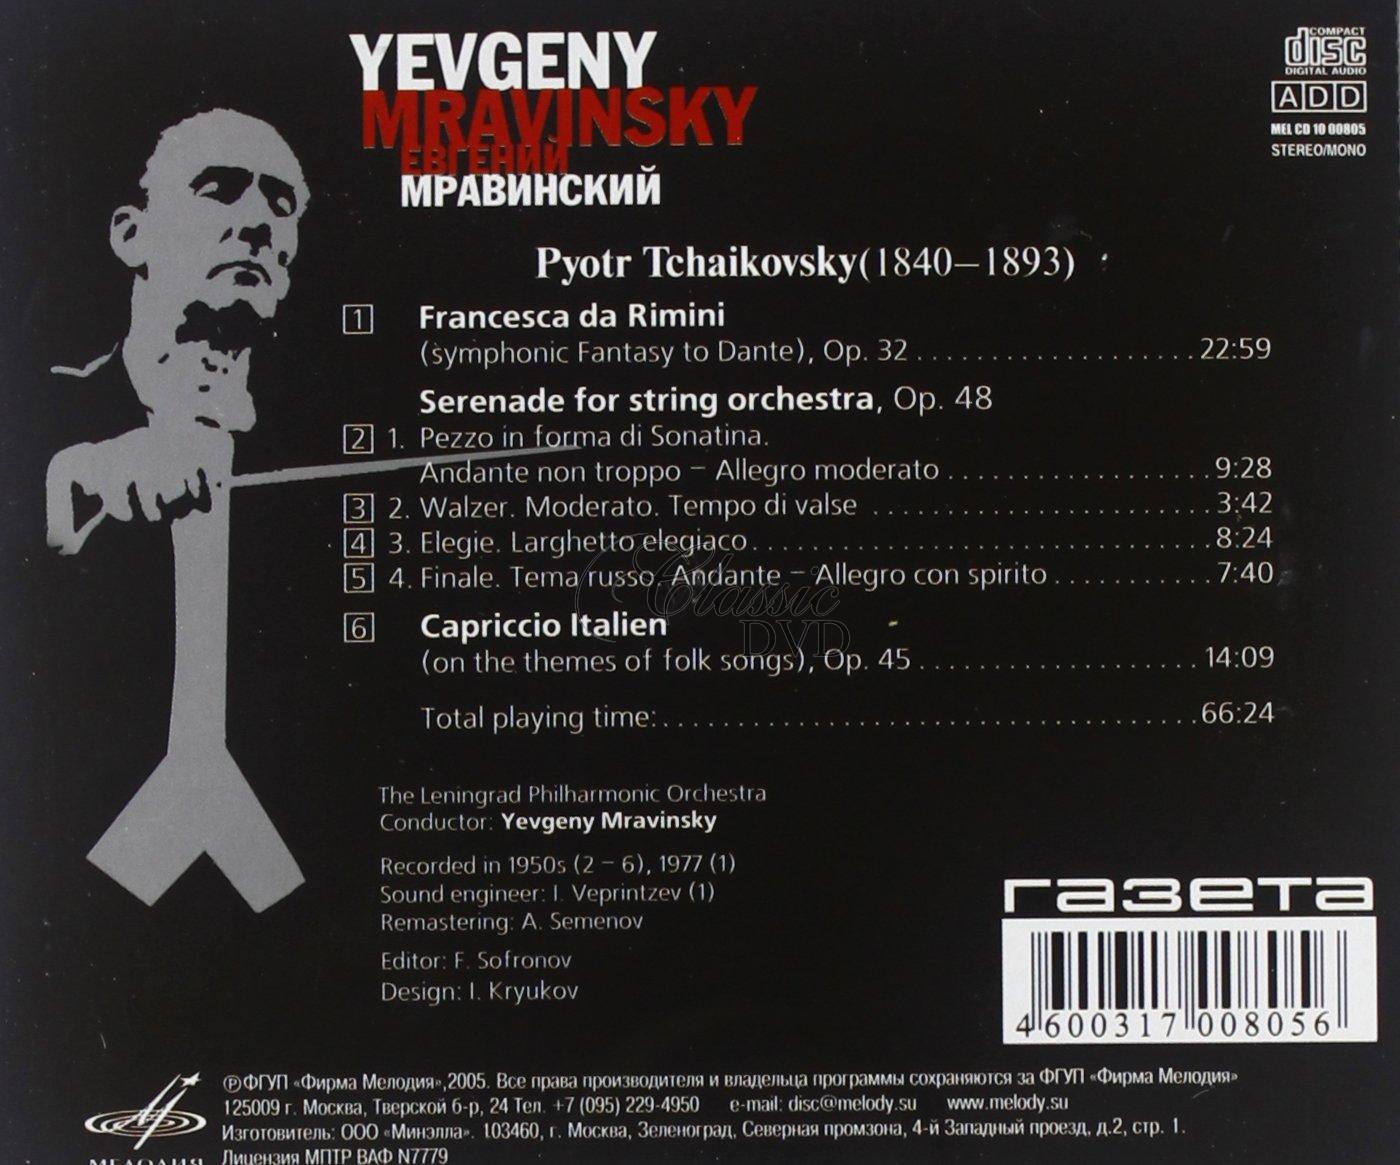 YEVGENY
MRAVINSKY
ЕВГЕНИЙ
МРАВИНСКИЙ
COMPACT
disc
DIGITAL AUDIO
ADD
MEL CD 10 00805
STEREO/MONO
Pyotr Tchaikovsky(1840–1893)
1 Francesca da Rimini
(symphonic Fantasy to Dante), Op. 32 .................... 22:59
Serenade for string orchestra, Op. 48
2 1. Pezzo in forma di Sonatina.
Andante non troppo – Allegro moderato ................... 9:28
3 2. Walzer. Moderato. Tempo di valse ........................ 3:42
4 3. Elegie. Larghetto elegiaco ................................. 8:24
5 4. Finale. Tema russo. Andante – Allegro con spirito ............ 7:40
6 Capriccio Italien
(on the themes of folk songs), Op. 45 .................... 14:09
Classic
DVD
Total playing time: ....................................... 66:24
The Leningrad Philharmonic Orchestra
Conductor: Yevgeny Mravinsky
Recorded in 1950s (2 – 6), 1977 (1)
Sound engineer: I. Veprintzev (1)
Remastering: A. Semenov
Editor: F. Sofronov
Design: I. Kryukov
газета
4 600317 008056
℗ФГУП «Фирма Мелодия»,2005. Все права производителя и владельца программы сохраняются за ФГУП «Фирма Мелодия»
125009 г. Москва, Тверской б-р, 24 Тел. +7 (095) 229-4950 e-mail: disc@melody.su www.melody.su
Изготовитель: ООО «Минэлла». 103460, г. Москва, Зеленоград, Северная промзона, 4-й Западный проезд, д.2, стр. 1.
Лицензия МПТР ВАФ N7779
МЕЛОДИЯ